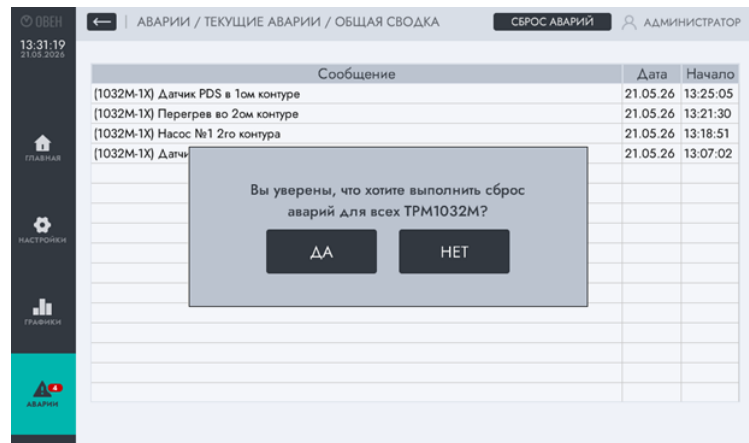 ОВЕН
АВАРИИ / ТЕКУЩИЕ АВАРИИ / ОБЩАЯ СВОДКА
СБРОС АВАРИЙ
АДМИНИСТРАТОР
13:31:19
21.05.2026
Сообщение Дата Начало
(1032М-1Х) Датчик PDS в 1ом контуре 21.05.26 13:25:05
(1032М-1Х) Перегрев во 2ом контуре 21.05.26 13:21:30
(1032М-1Х) Насос №1 2го контура 21.05.26 13:18:51
(1032М-1Х) 21.05.26 13:07:02
Вы уверены, что хотите выполнить сброс
аварий для всех ТРМ1032М?
ДА НЕТ
ГЛАВНАЯ
НАСТРОЙКИ
ГРАФИКИ
4
АВАРИИ